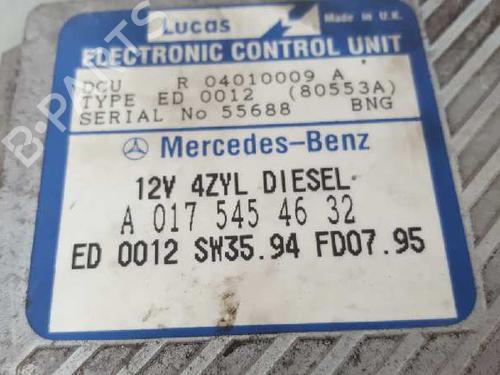 Lucas
Made in U.K.
ELECTRONIC CONTROL UNIT
DCU R 04010009 A
TYPE ED 0012 (80553A)
SERIAL No 55688 BNG
Mercedes-Benz
12V 4ZYL DIESEL
A 017 545 46 32
ED 0012 SW35.94 FD07.95
B-PARTS